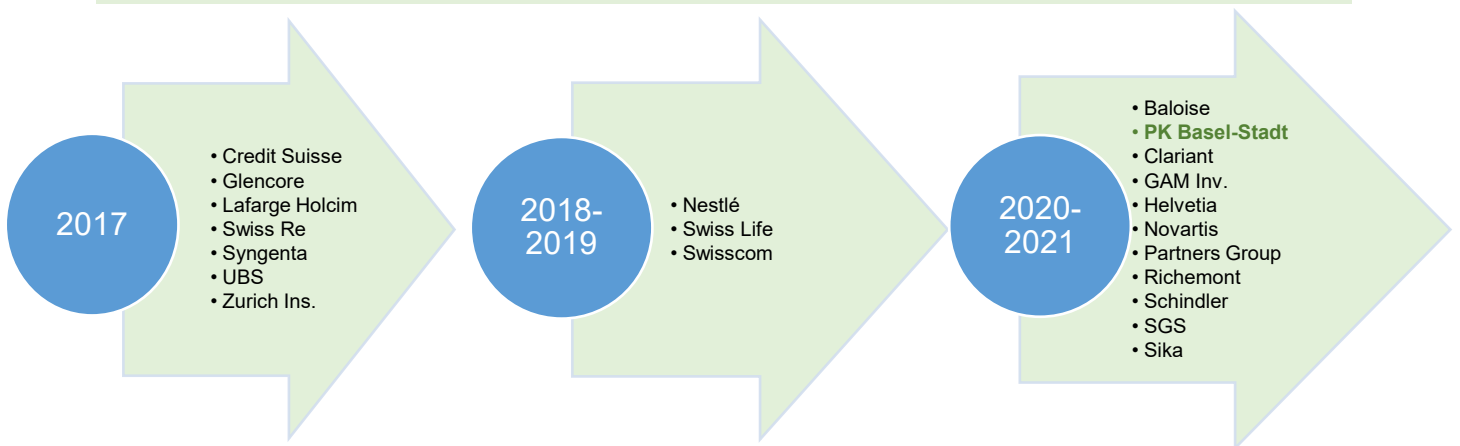 2017
• Credit Suisse
• Glencore
• Lafarge Holcim
• Swiss Re
• Syngenta
• UBS
• Zurich Ins.
2018-
2019
• Nestlé
• Swiss Life
• Swisscom
2020-
2021
• Baloise
• PK Basel-Stadt
• Clariant
• GAM Inv.
• Helvetia
• Novartis
• Partners Group
• Richemont
• Schindler
• SGS
• Sika